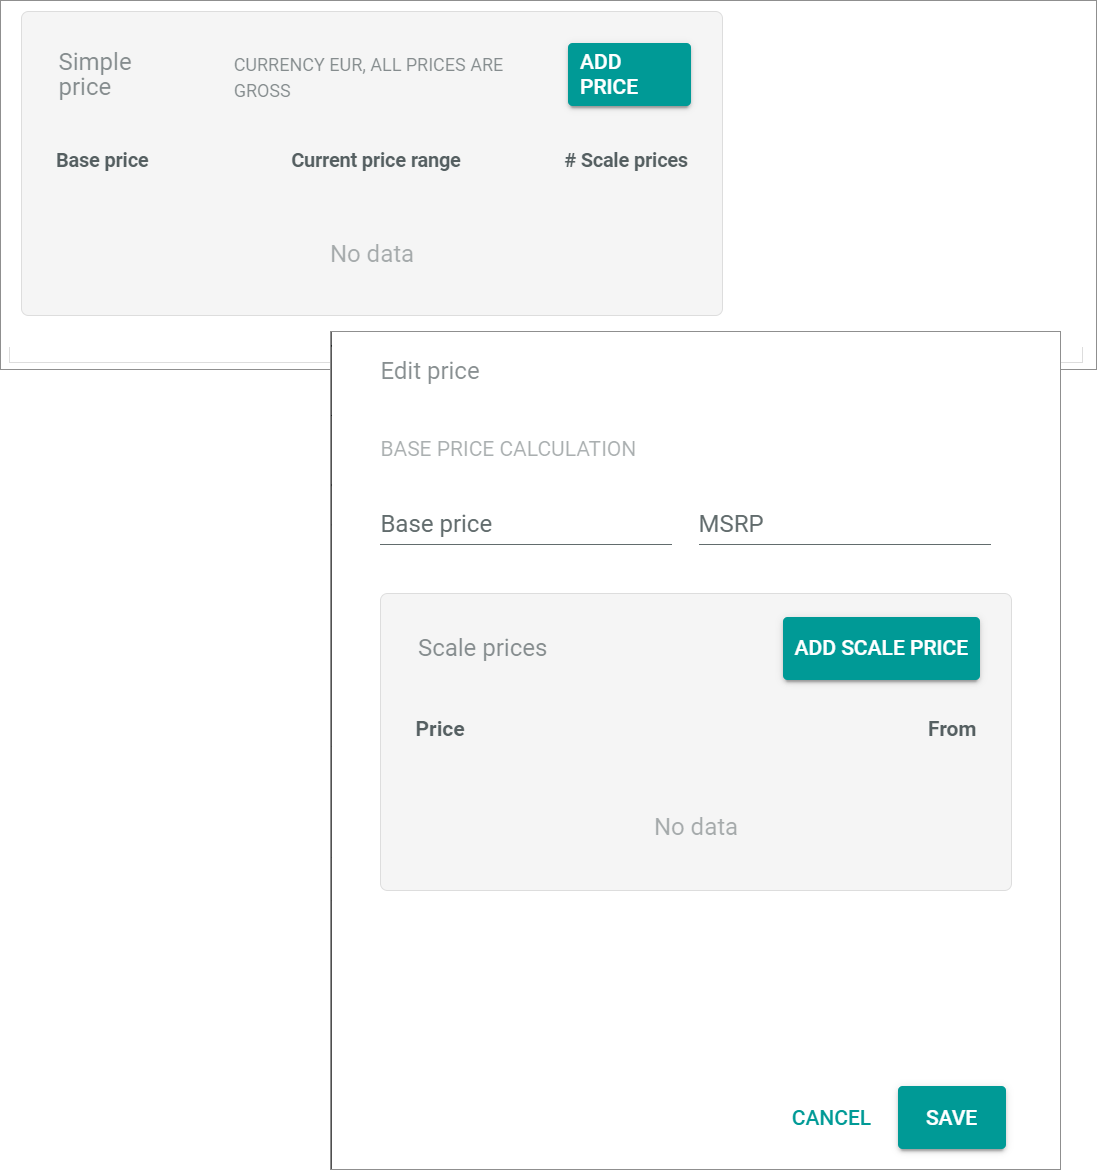 Simple
price
CURRENCY EUR, ALL PRICES ARE
GROSS
ADD
PRICE
Base price
Current price range
# Scale prices
No data
Edit price
BASE PRICE CALCULATION
Base price
MSRP
Scale prices
ADD SCALE PRICE
Price
From
No data
CANCEL
SAVE